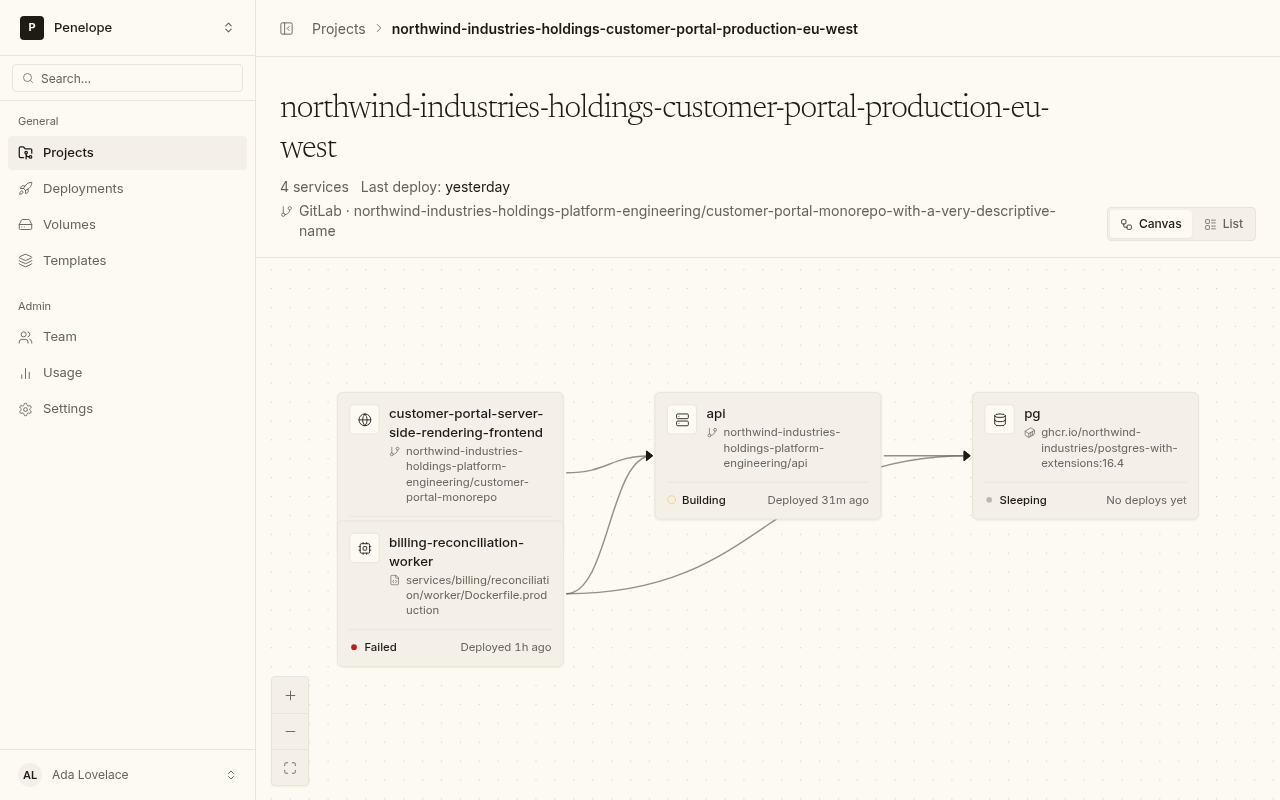 P Penelope
Search...
General
Projects
Deployments
Volumes
Templates
Admin
Team
Usage
Settings
AL Ada Lovelace
Projects northwind-industries-holdings-customer-portal-production-eu-west
northwind-industries-holdings-customer-portal-production-eu-
west
4 services Last deploy: yesterday
GitLab · northwind-industries-holdings-platform-engineering/customer-portal-monorepo-with-a-very-descriptive-
name
Canvas List
customer-portal-server-
side-rendering-frontend
northwind-industries-
holdings-platform-
engineering/customer-
portal-monorepo
billing-reconciliation-
worker
services/billing/reconciliati
on/worker/Dockerfile.prod
uction
Failed Deployed 1h ago
api
northwind-industries-
holdings-platform-
engineering/api
Building Deployed 31m ago
pg
ghcr.io/northwind-
industries/postgres-with-
extensions:16.4
Sleeping No deploys yet